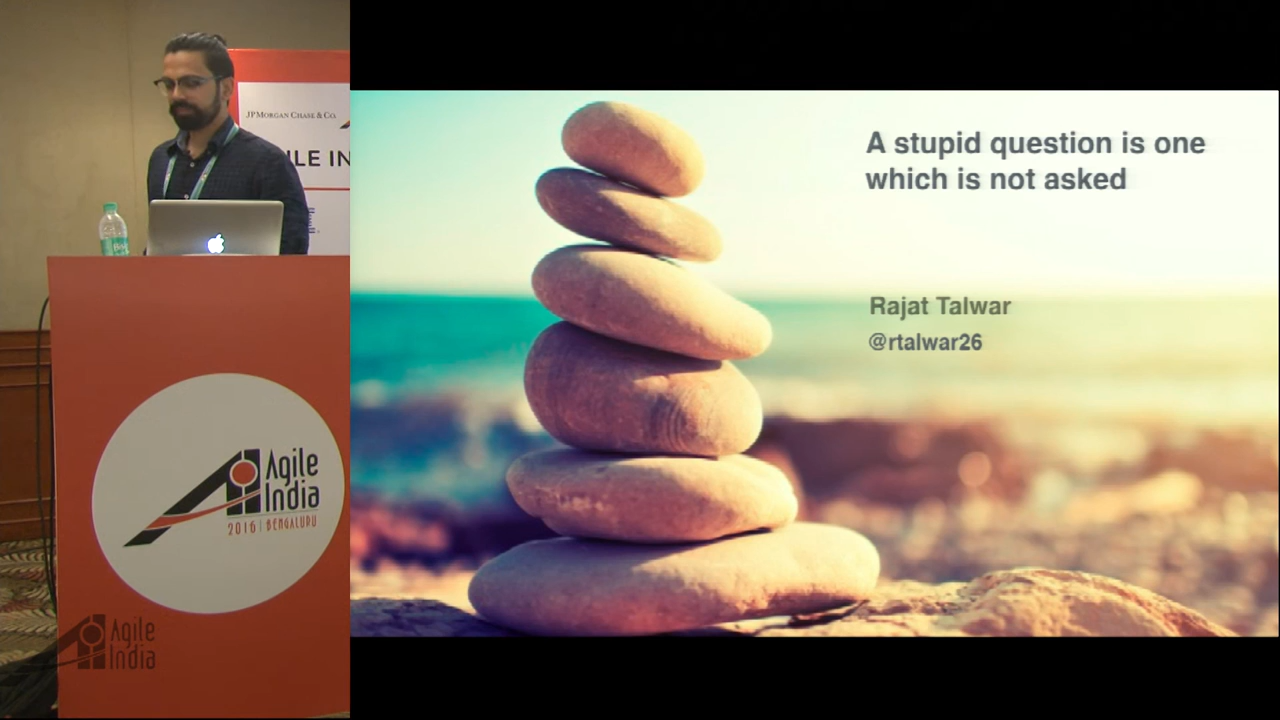 JPMORGAN CHASE & CO.
ILE IN
A stupid question is one
which is not asked
Rajat Talwar
@rtalwar26
Agile
India
2016 | BENGALURU
Agile
India